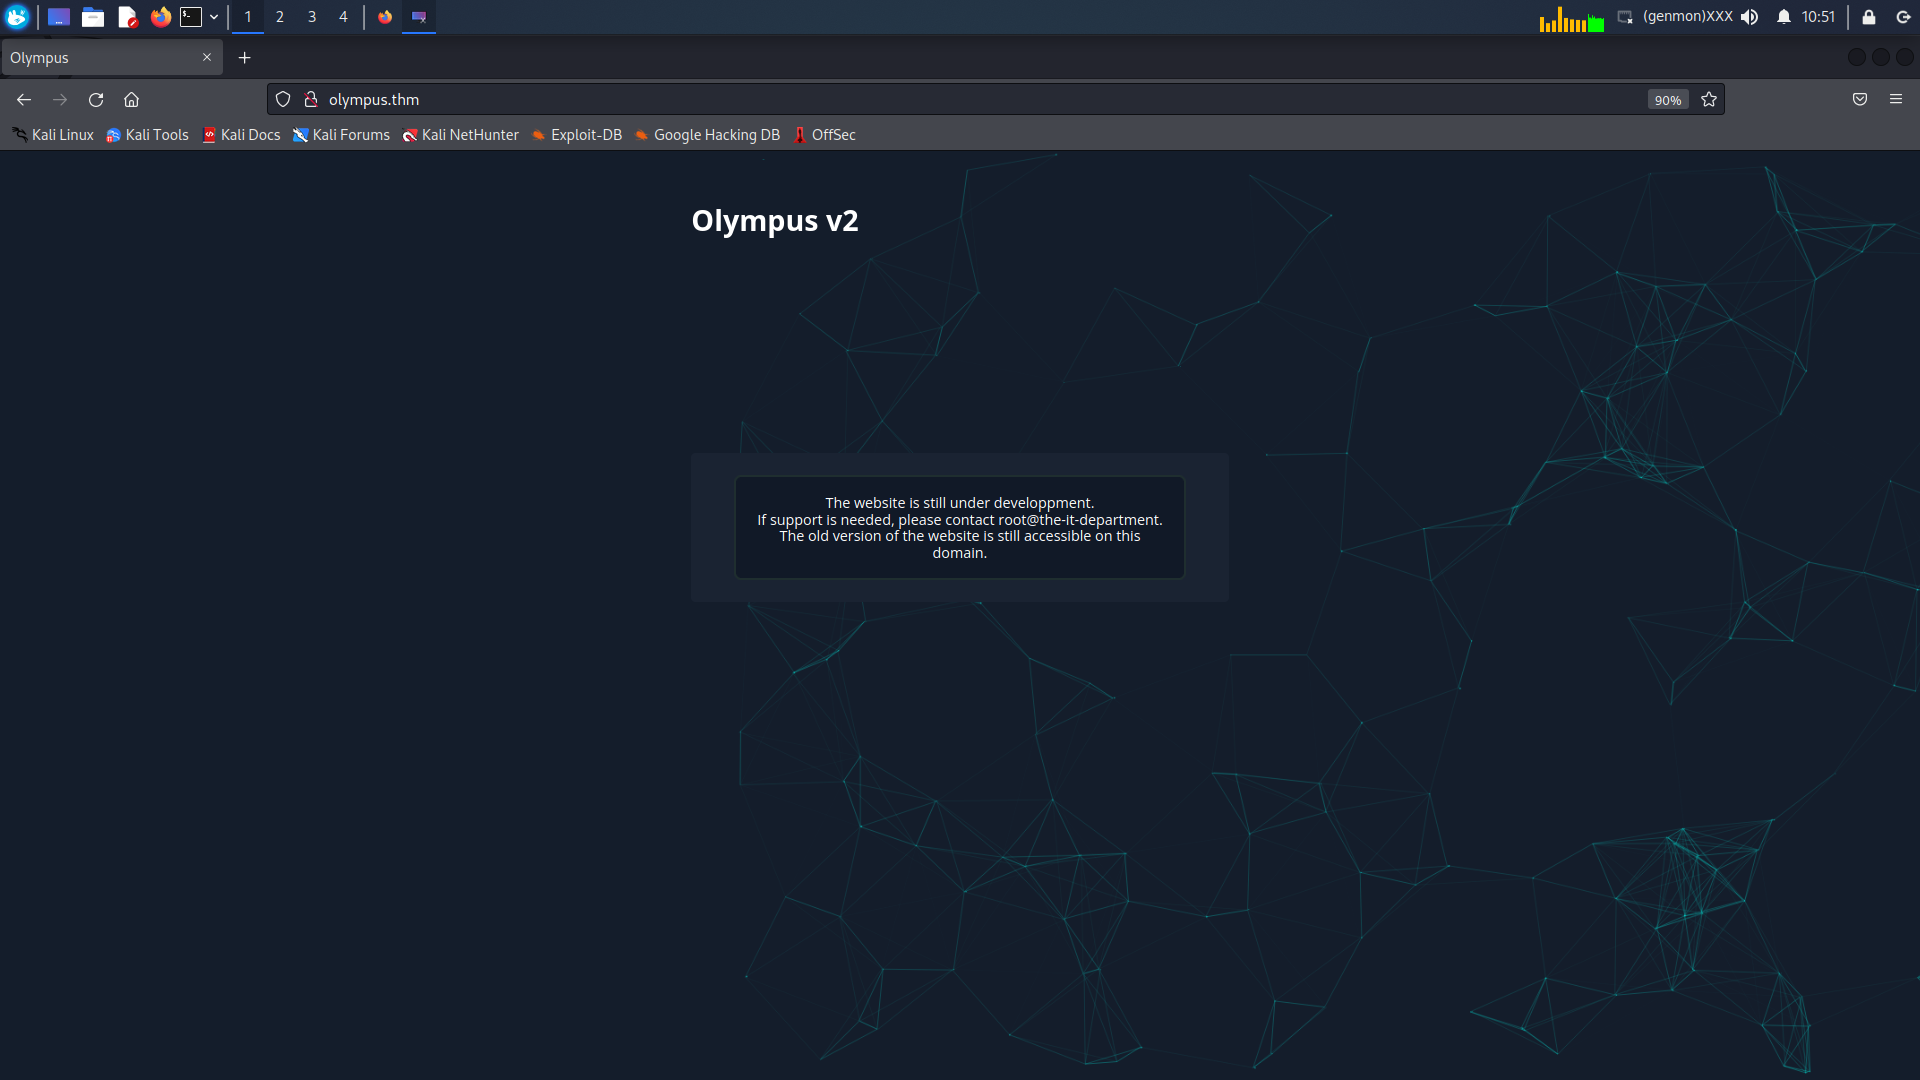 1 2 3 4
(genmon)XXX 10:51
Olympus
olympus.thm 90%
Kali Linux Kali Tools Kali Docs Kali Forums Kali NetHunter Exploit-DB Google Hacking DB OffSec
Olympus v2
The website is still under developpment.
If support is needed, please contact root@the-it-department.
The old version of the website is still accessible on this
domain.